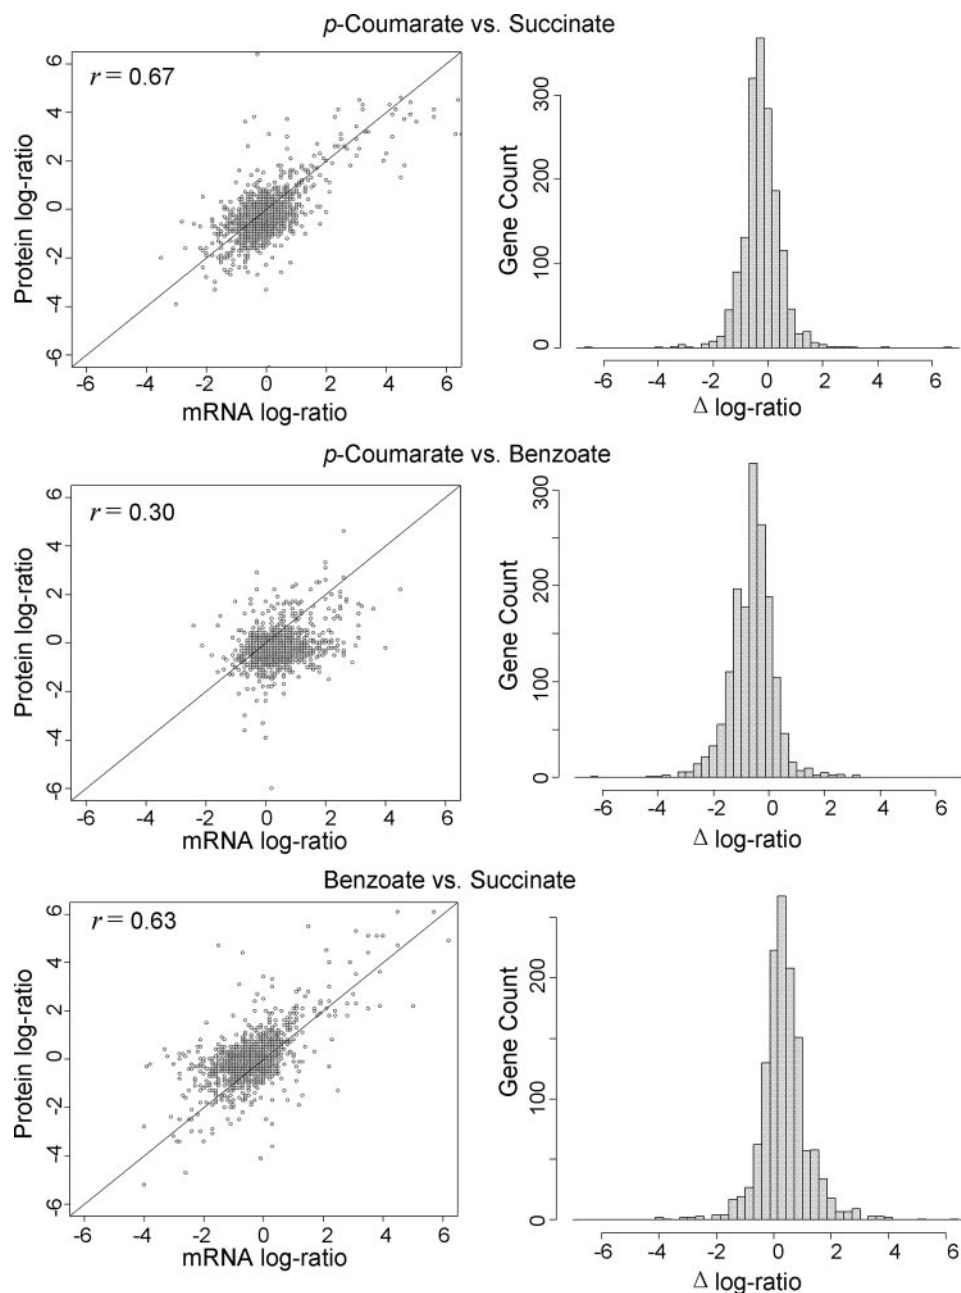 p-Coumarate vs. Succinate
r = 0.67
Protein log-ratio
6
4
2
0
-2
-4
-6
-6 -2 0 2 4 6
mRNA log-ratio
Gene Count
300
200
100
0
-6 -4 -2 0 2 4 6
Δ log-ratio
p-Coumarate vs. Benzoate
r = 0.30
Protein log-ratio
6
4
2
0
-2
-4
-6
-6 -4 -2 0 2 4 6
mRNA log-ratio
Gene Count
300
200
100
0
-6 -4 -2 0 2 4 6
Δ log-ratio
Benzoate vs. Succinate
r = 0.63
Protein log-ratio
6
4
2
0
-2
-4
-6
-6 -4 -2 0 2 4 6
mRNA log-ratio
Gene Count
200
100
0
-6 -4 -2 0 2 4 6
Δ log-ratio